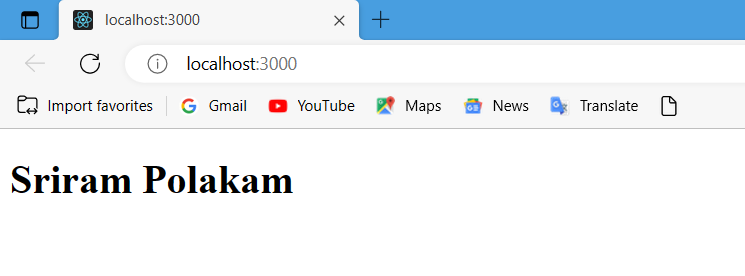 localhost:3000
localhost:3000
Import favorites Gmail YouTube Maps News Translate
Sriram Polakam